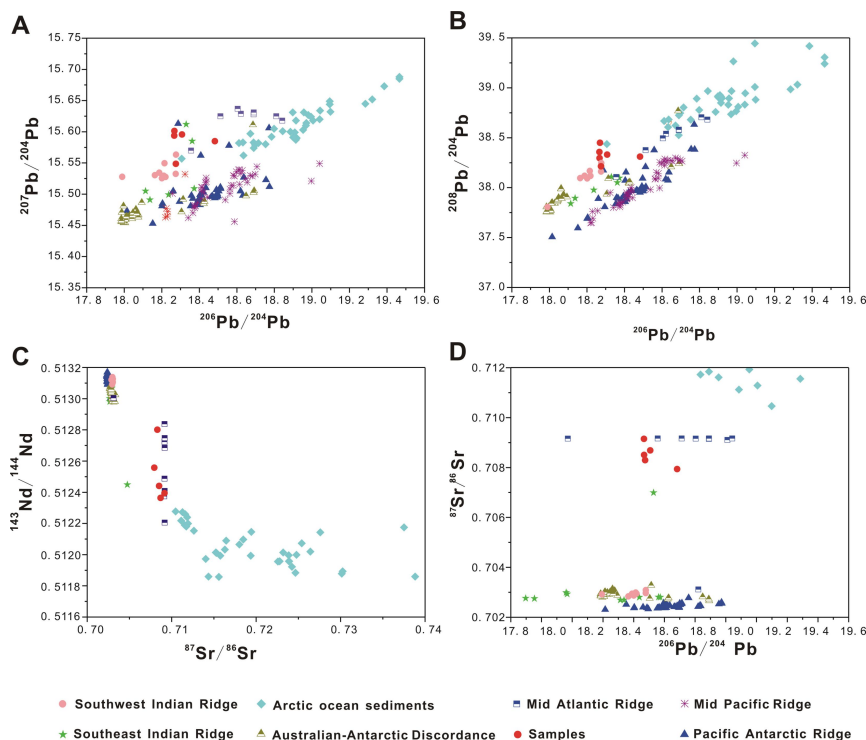 A
15.75
15.70
15.65
15.60
15.55
15.50
15.45
15.40
15.35
207Pb/204Pb
17.8 18.0 18.2 18.4 18.6 18.8 19.0 19.2 19.4 19.6
206Pb/204Pb
B
39.5
39.0
38.5
38.0
37.5
37.0
208Pb/204Pb
17.8 18.0 18.2 18.4 18.6 18.8 19.0 19.2 19.4 19.6
206Pb/204Pb
C
0.5132
0.5130
0.5128
0.5126
0.5124
0.5122
0.5120
0.5118
0.5116
143Nd/144Nd
0.70 0.71 0.72 0.73 0.74
87Sr/86Sr
D
0.712
0.710
0.708
0.706
0.704
0.702
87Sr/86Sr
17.8 18.0 18.2 18.4 18.6 18.8 19.0 19.2 19.4 19.6
206Pb/204 Pb
Southwest Indian Ridge Arctic ocean sediments Mid Atlantic Ridge Mid Pacific Ridge
Southeast Indian Ridge Australian-Antarctic Discordance Samples Pacific Antarctic Ridge